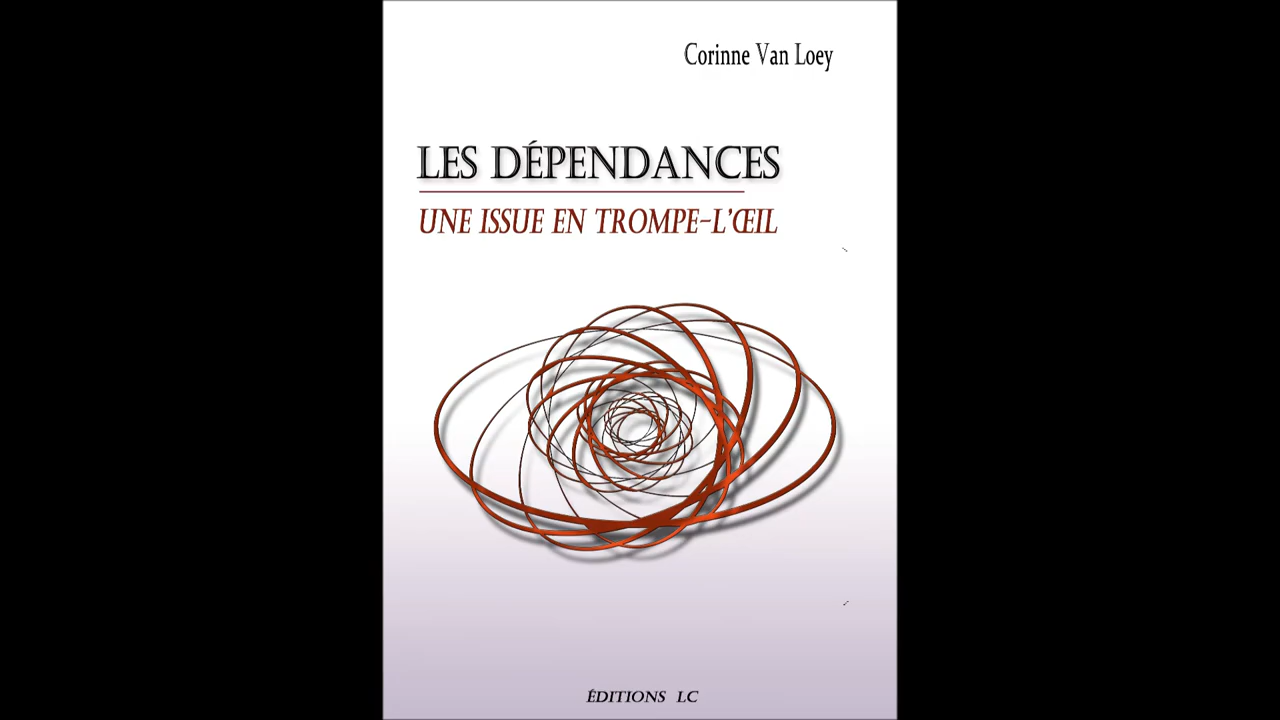 Corinne Van Loey
LES DÉPENDANCES
UNE ISSUE EN TROMPE-L'ŒIL
ÉDITIONS LC